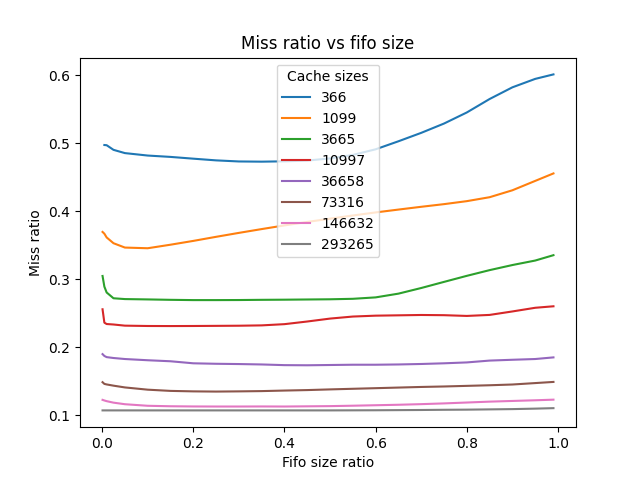 Miss ratio vs fifo size
Cache sizes
366
1099
3665
10997
36658
73316
146632
293265
Miss ratio
0.6
0.5
0.4
0.3
0.2
0.1
0.0 0.2 0.4 0.6 0.8 1.0
Fifo size ratio